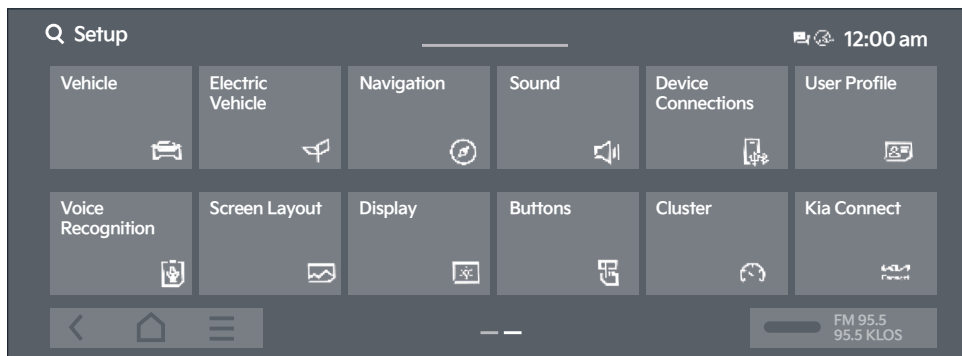 Setup
12:00 am
Vehicle
Electric
Vehicle
Navigation
Sound
Device
Connections
User Profile
Voice
Recognition
Screen Layout
Display
Buttons
Cluster
Kia Connect
FM 95.5
95.5 KLOS